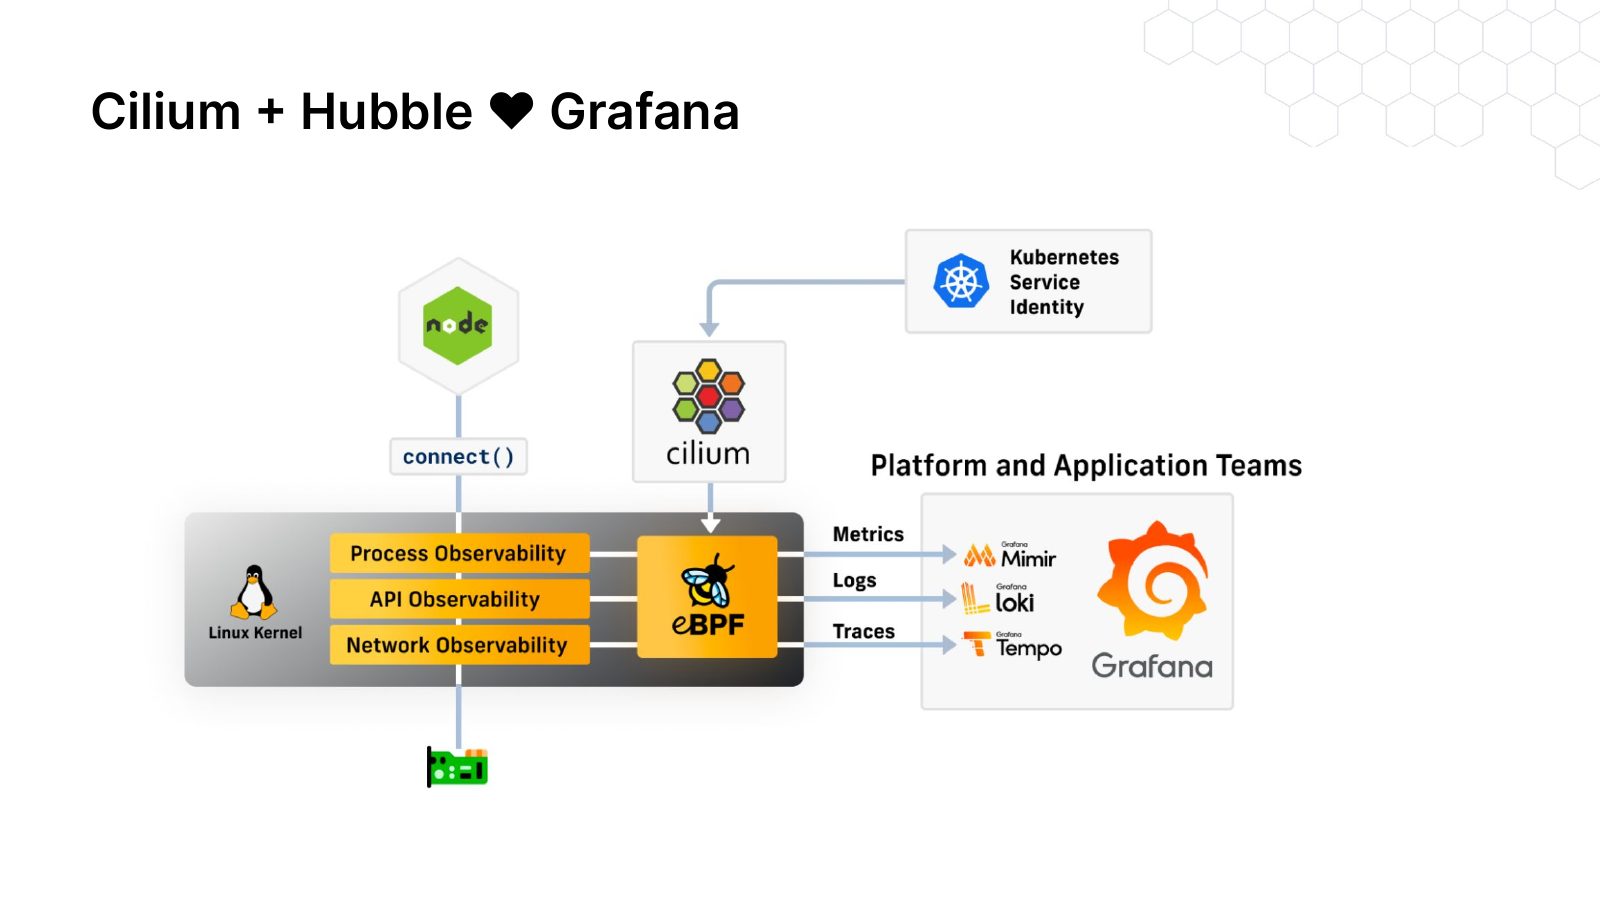 Cilium + Hubble ♥ Grafana
Kubernetes
Service
Identity
node
cilium
connect()
Platform and Application Teams
Linux Kernel
Process Observability
API Observability
Network Observability
eBPF
Metrics
Logs
Traces
Grafana
Mimir
Grafana
loki
Grafana
Tempo
Grafana